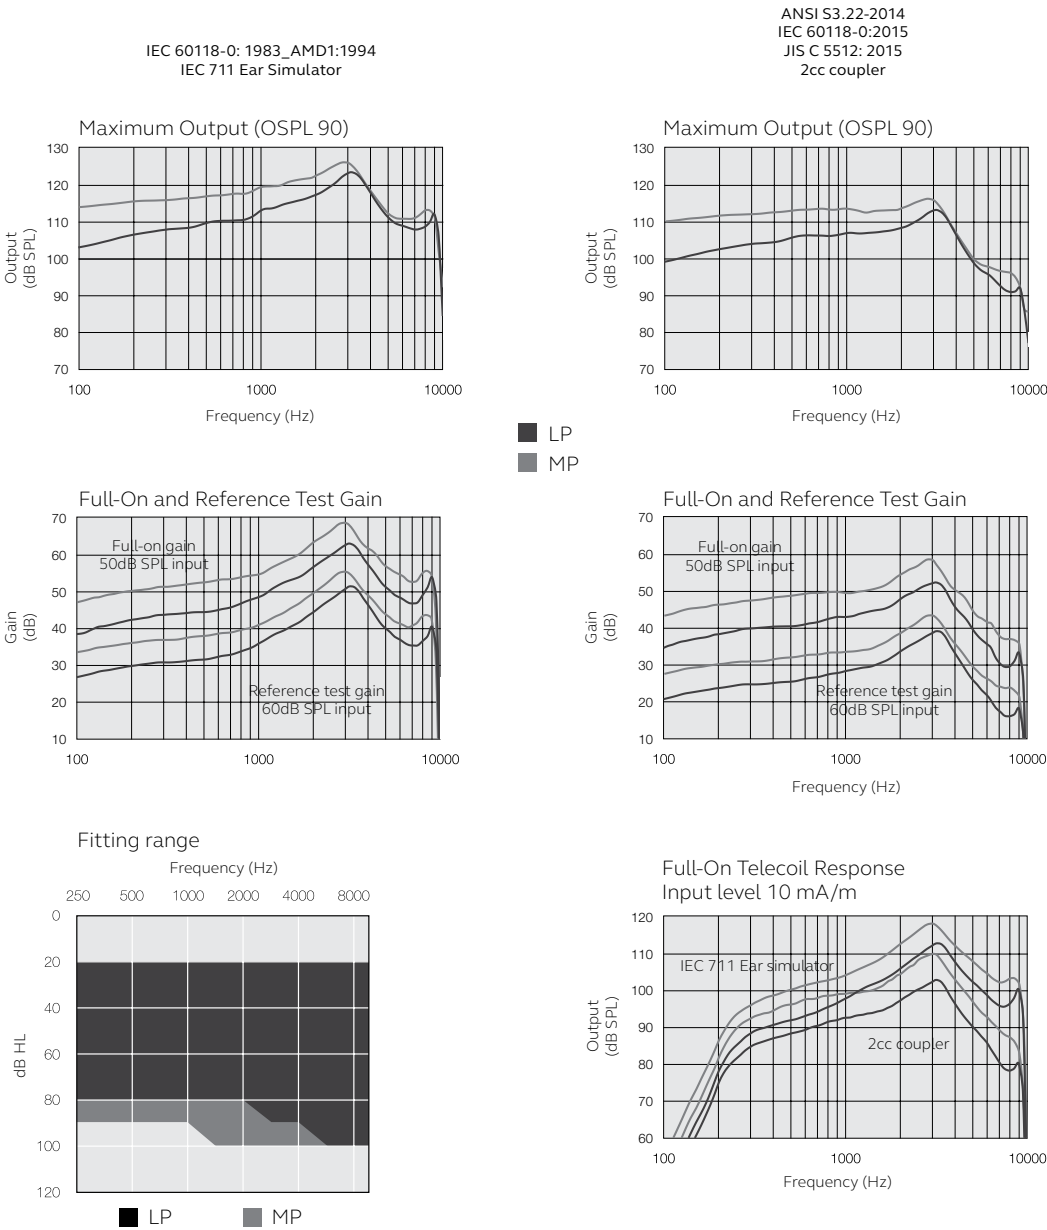 IEC 60118-0: 1983_AMD1:1994
IEC 711 Ear Simulator
ANSI S3.22-2014
IEC 60118-0:2015
JIS C 5512: 2015
2cc coupler
Maximum Output (OSPL 90)
130
120
110
100
90
80
70
Output
(dB SPL)
100 1000 10000
Frequency (Hz)
Maximum Output (OSPL 90)
130
120
110
100
90
80
70
Output
(dB SPL)
100 1000 10000
Frequency (Hz)
LP
MP
Full-On and Reference Test Gain
70
60
50
40
30
20
10
Gain
(dB)
Full-on gain
50dB SPL input
Reference test gain
60dB SPL input
100 1000 10000
Full-On and Reference Test Gain
70
60
50
40
30
20
10
Gain
(dB)
Full-on gain
50dB SPL input
Reference test gain
60dB SPL input
100 1000 10000
Frequency (Hz)
Fitting range
Frequency (Hz)
250 500 1000 2000 4000 8000
0
20
40
60
80
100
120
dB HL
LP MP
Full-On Telecoil Response
Input level 10 mA/m
120
110
100
90
80
70
60
Output
(dB SPL)
IEC 711 Ear simulator
2cc coupler
100 1000 10000
Frequency (Hz)